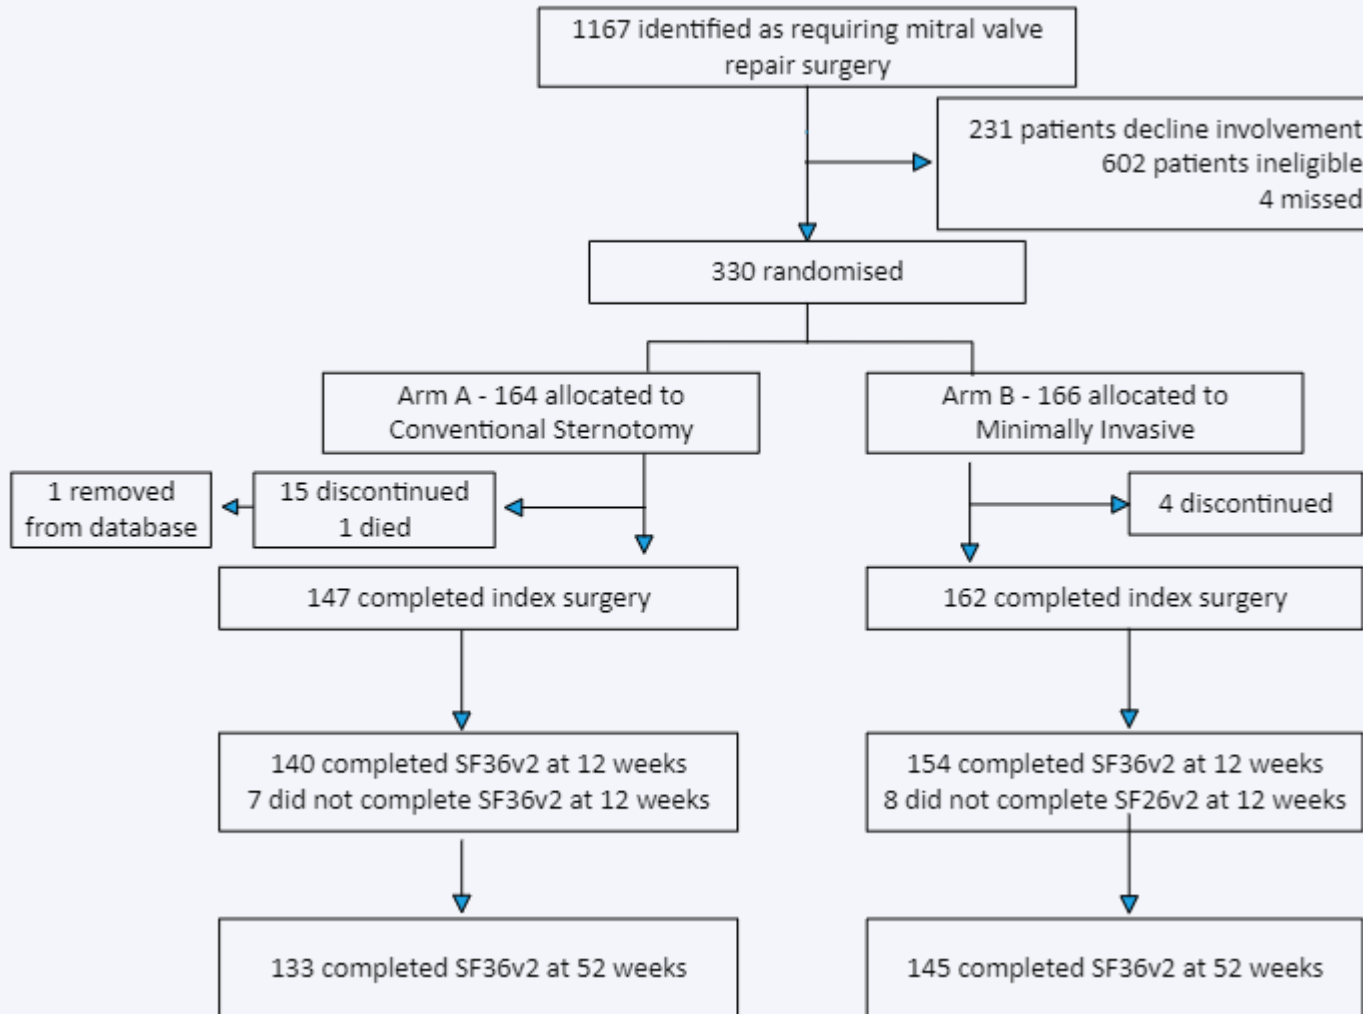 1167 identified as requiring mitral valve
repair surgery
231 patients decline involvement
602 patients ineligible
4 missed
330 randomised
Arm A - 164 allocated to
Conventional Sternotomy
Arm B - 166 allocated to
Minimally Invasive
1 removed
from database
15 discontinued
1 died
4 discontinued
147 completed index surgery
162 completed index surgery
140 completed SF36v2 at 12 weeks
7 did not complete SF36v2 at 12 weeks
154 completed SF36v2 at 12 weeks
8 did not complete SF26v2 at 12 weeks
133 completed SF36v2 at 52 weeks
145 completed SF36v2 at 52 weeks